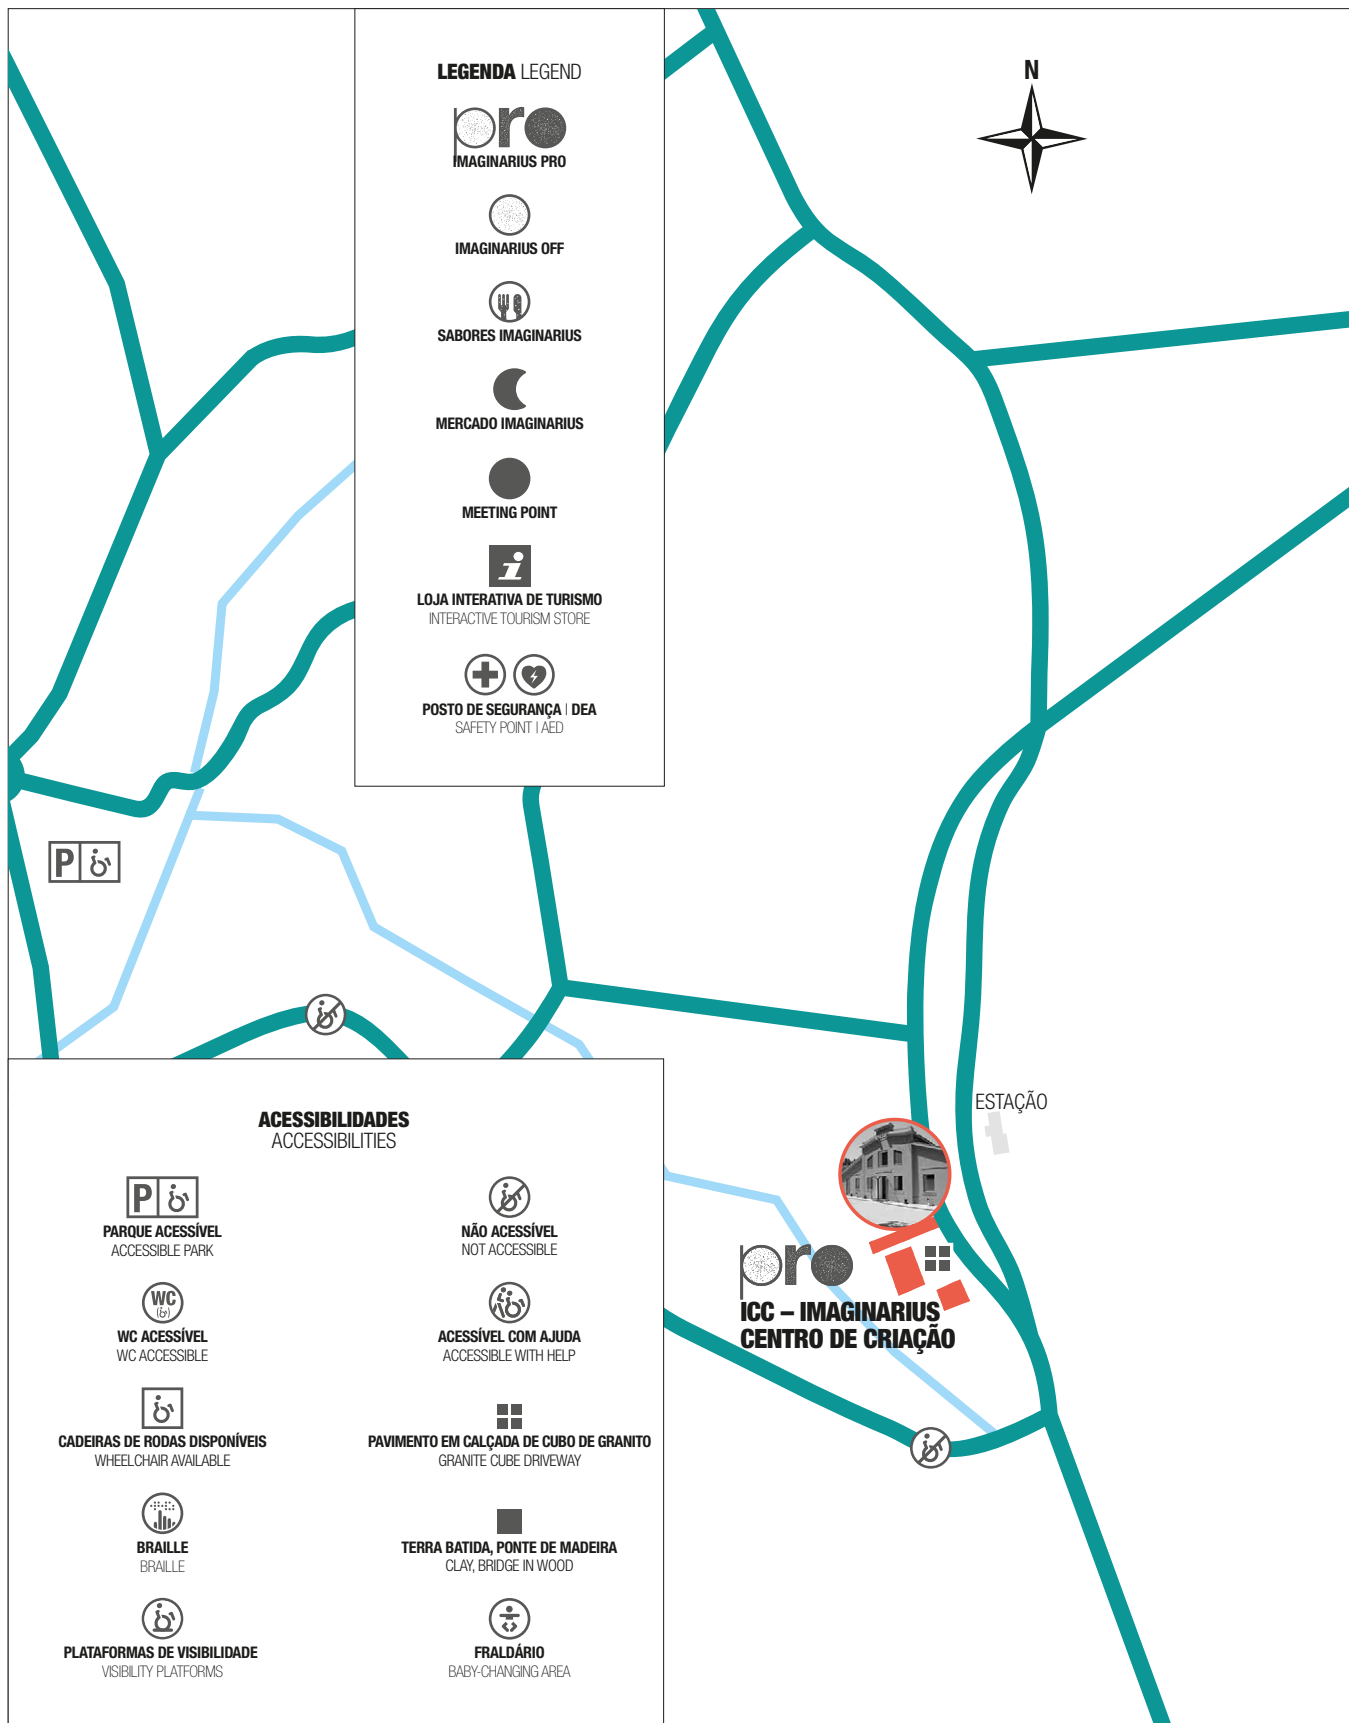 LEGENDA LEGEND
pro
IMAGINARIUS PRO
IMAGINARIUS OFF
SABORES IMAGINARIUS
MERCADO IMAGINARIUS
MEETING POINT
i
LOJA INTERATIVA DE TURISMO
INTERACTIVE TOURISM STORE
POSTO DE SEGURANÇA | DEA
SAFETY POINT | AED
N
P
ESTAÇÃO
pro
ICC – IMAGINARIUS
CENTRO DE CRIAÇÃO
ACESSIBILIDADES
ACCESSIBILITIES
P
PARQUE ACESSÍVEL
ACCESSIBLE PARK
WC
WC ACESSÍVEL
WC ACCESSIBLE
CADEIRAS DE RODAS DISPONÍVEIS
WHEELCHAIR AVAILABLE
BRAILLE
BRAILLE
PLATAFORMAS DE VISIBILIDADE
VISIBILITY PLATFORMS
NÃO ACESSÍVEL
NOT ACCESSIBLE
ACESSÍVEL COM AJUDA
ACCESSIBLE WITH HELP
PAVIMENTO EM CALÇADA DE CUBO DE GRANITO
GRANITE CUBE DRIVEWAY
TERRA BATIDA, PONTE DE MADEIRA
CLAY, BRIDGE IN WOOD
FRALDÁRIO
BABY-CHANGING AREA